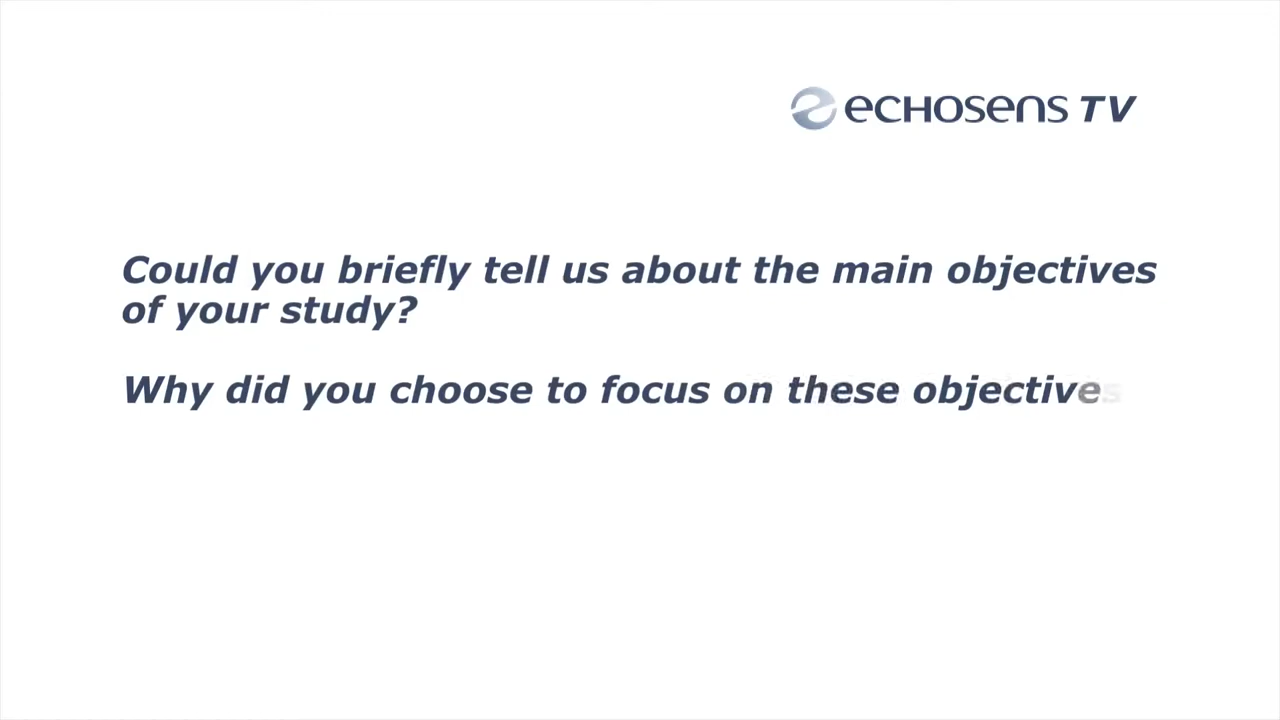 echosens TV
Could you briefly tell us about the main objectives
of your study?
Why did you choose to focus on these objectives